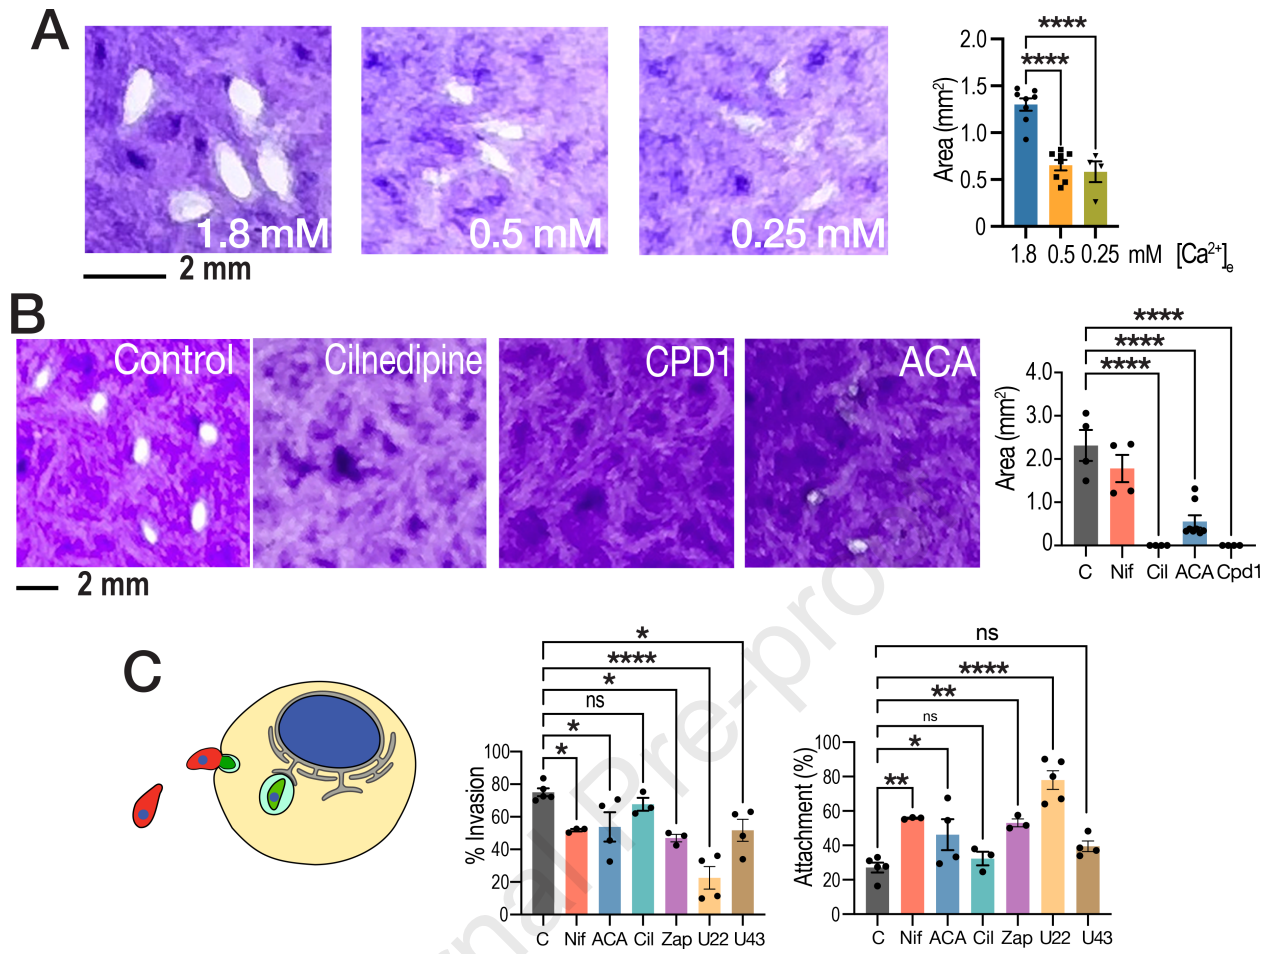 A
1.8 mM
0.5 mM
0.25 mM
2 mm
****
****
2.0
1.5
1.0
0.5
0
Area (mm²)
1.8 0.5 0.25 mM [Ca²⁺]e
B
Control
Cilnedipine
CPD1
ACA
2 mm
****
****
****
4.0
3.0
2.0
1.0
0
Area (mm²)
C Nif Cil ACA Cpd1
C
*
****
*
ns
*
*
100
80
60
40
20
0
% Invasion
C Nif ACA Cil Zap U22 U43
ns
****
**
ns
*
**
100
80
60
40
20
0
Attachment (%)
C Nif ACA Cil Zap U22 U43
rnal Pre-pro